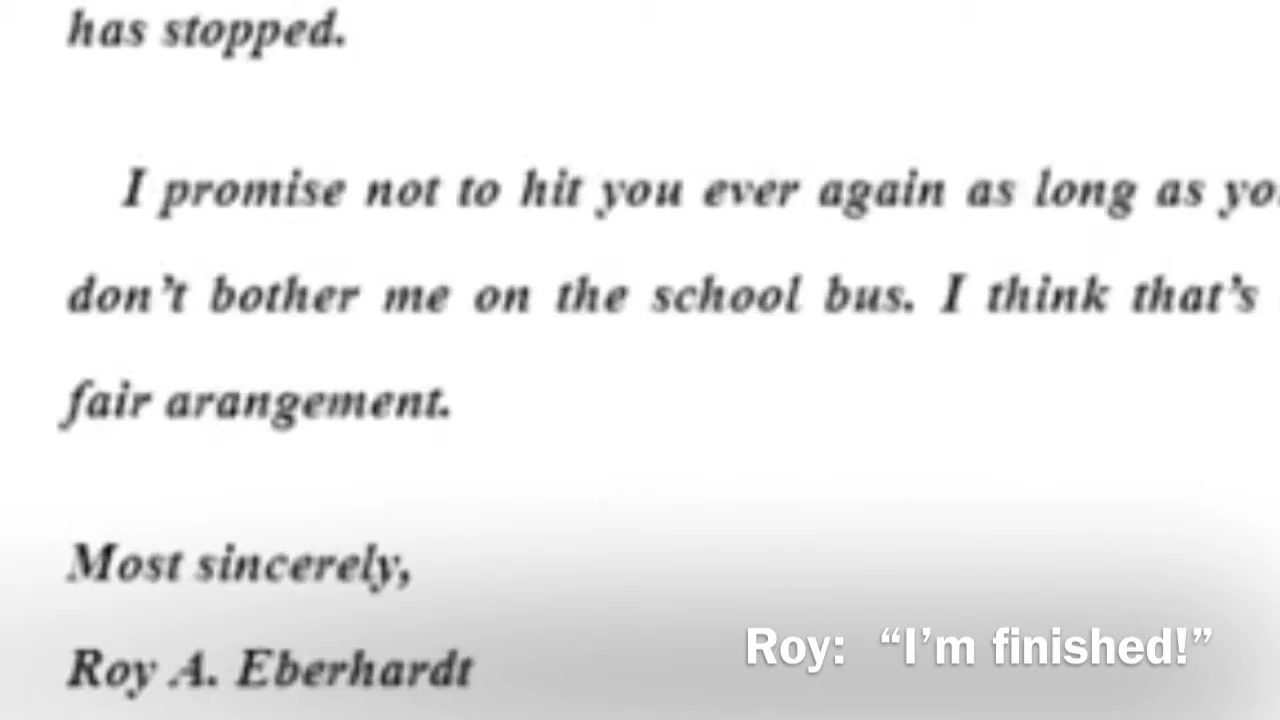 has stopped.
I promise not to hit you ever again as long as yo
don't bother me on the school bus. I think that's
fair arangement.
Most sincerely,
Roy A. Eberhardt
Roy: “I'm finished!”